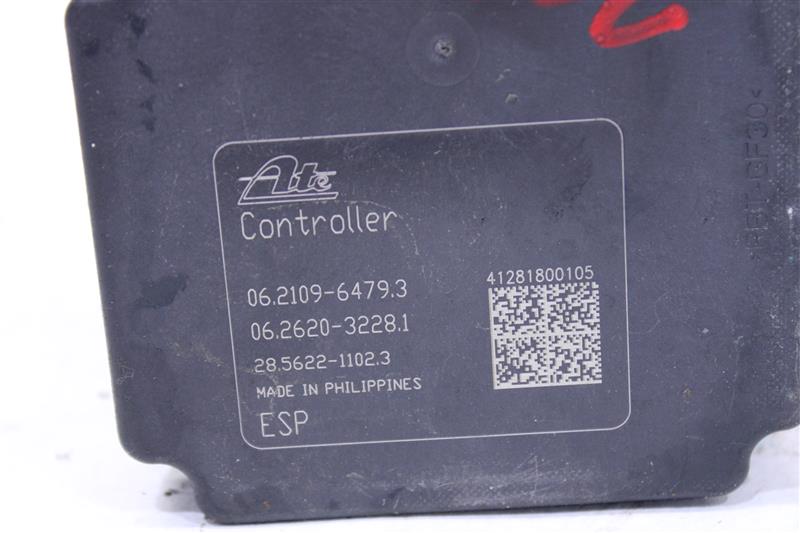 Ate
Controller
06.2109-6479.3
06.2620-3228.1
28.5622-1102.3
MADE IN PHILIPPINES
ESP
41281800105